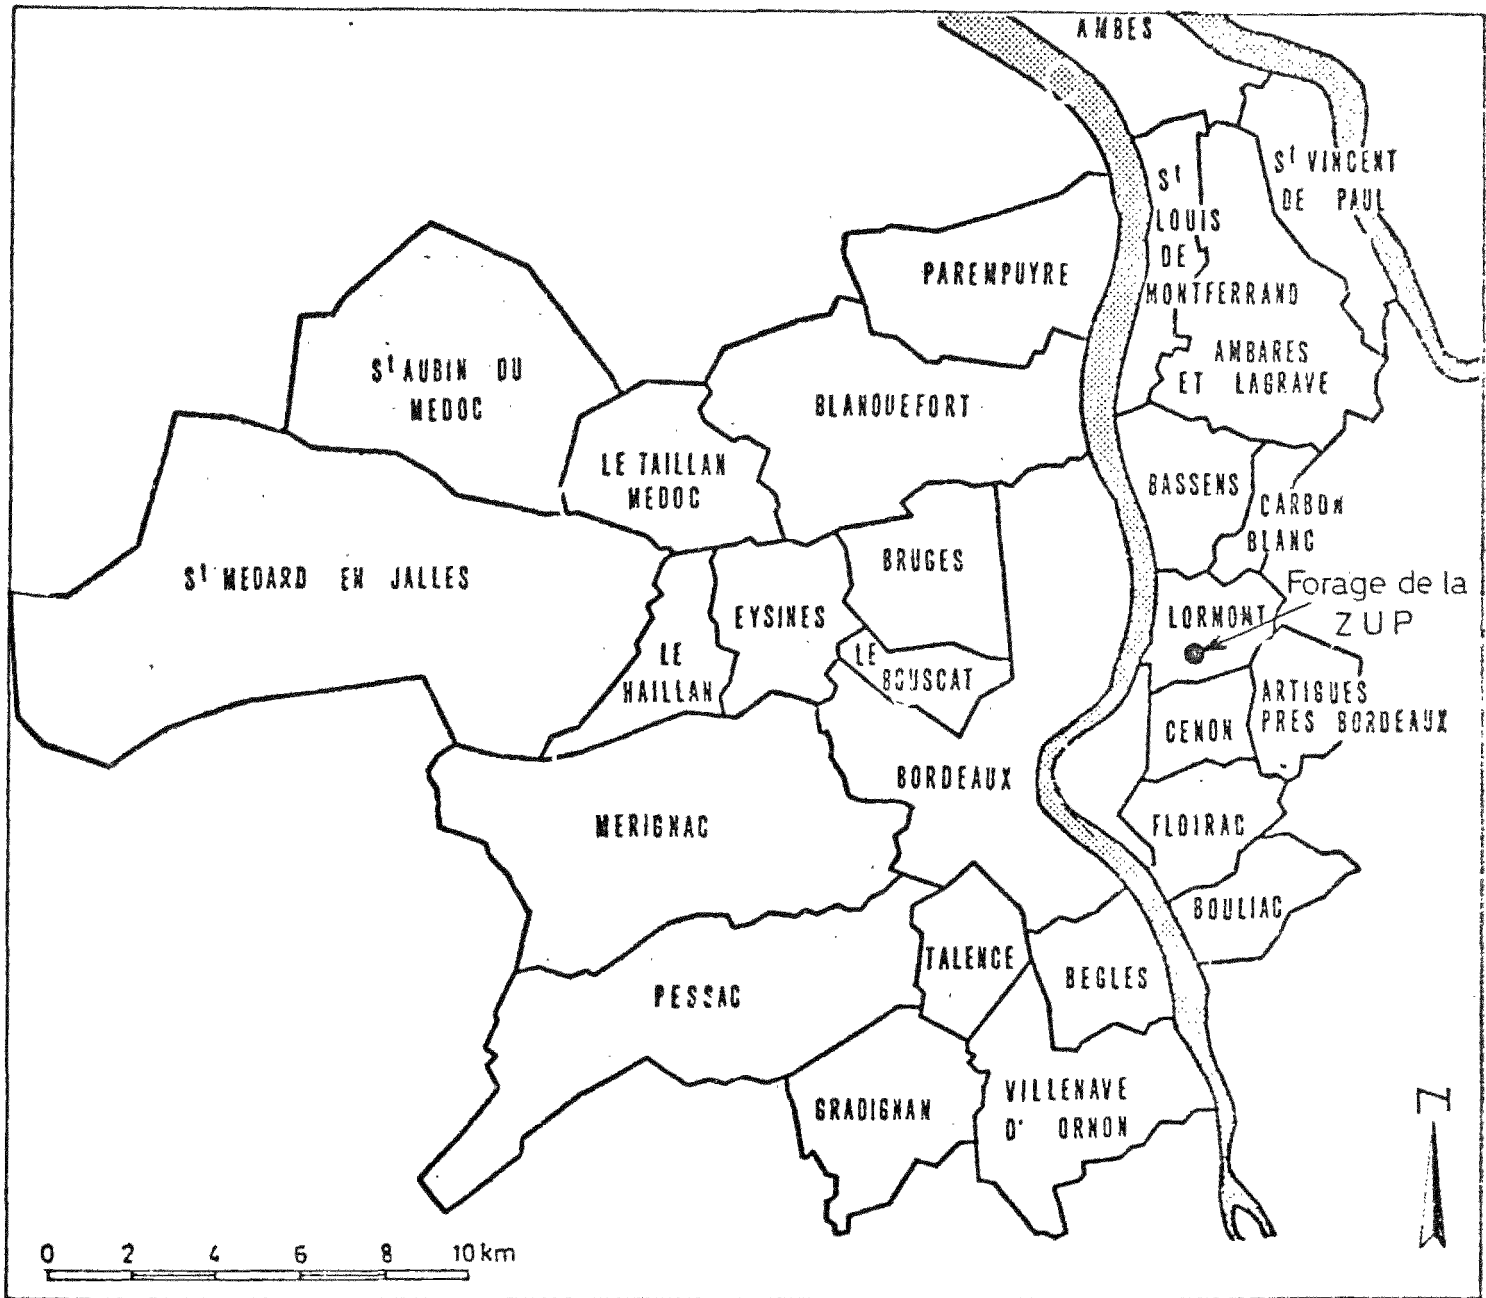 AMBES
St VINCENT
DE PAUL
St
LOUIS
DE
MONTFERRAND
PAREMPUYRE
AMBARES
ET LAGRAVE
St AUBIN DU
MEDOC
BLANQUEFORT
LE TAILLAN
MEDOC
BASSENS
CARBON
BLANC
BRUGES
St MEDARD EN JALLES
Forage de la
ZUP
EYSINES
LORMONT
LE
HAILLAN
LE
BOUSCAT
ARTIGUES
PRES BORDEAUX
CENON
BORDEAUX
MERIGNAC
FLOIRAC
BOULIAC
TALENCE
BEGLES
PESSAC
VILLENAVE
D' ORNON
GRADIGNAN
N
0 2 4 6 8 10 km